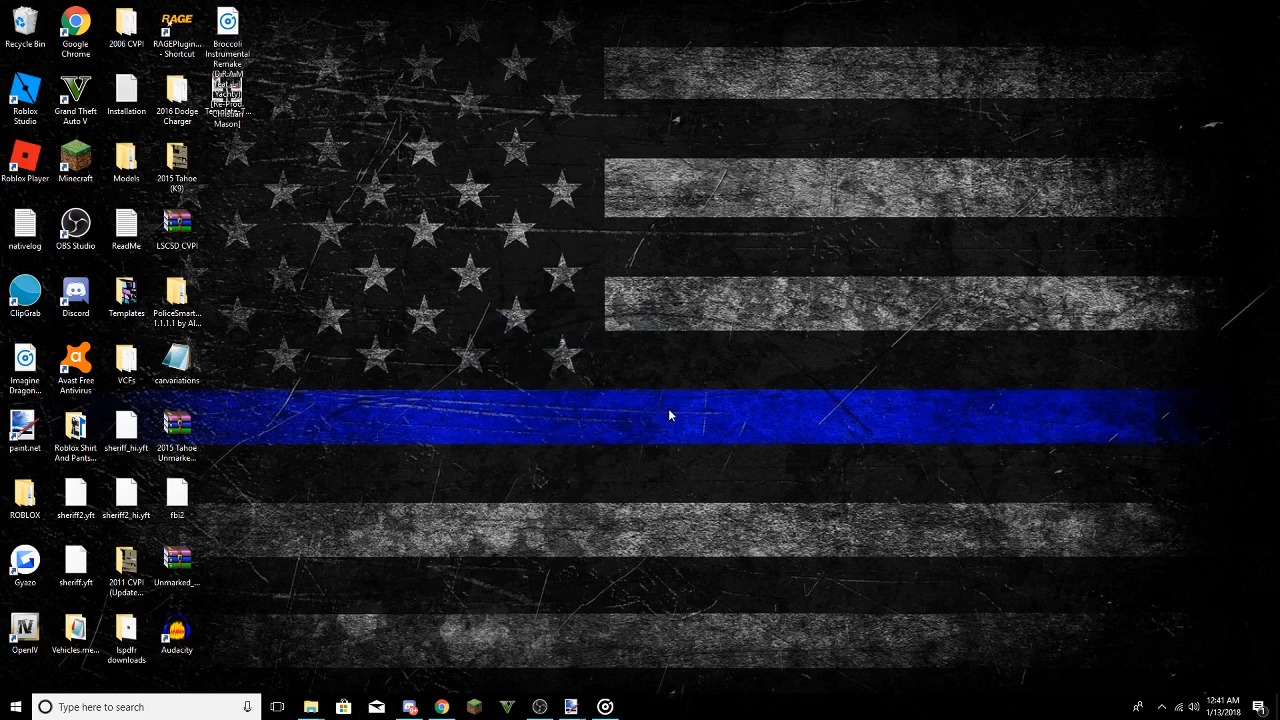 Recycle Bin
Google
Chrome
2006 CVPI
RAGE
RAGEPlugin...
- Shortcut
Broccoli
Instrumental
Remake
Yachty)
Mason]
Roblox
Studio
Grand Theft
Auto V
Installation
2016 Dodge
Charger
Roblox Player
Minecraft
Models
2015 Tahoe
(K9)
nativelog
OBS Studio
ReadMe
LSCSD CVPI
ClipGrab
Discord
Templates
PoliceSmart...
1.1.1.1 by Al...
Imagine
Dragon...
Avast Free
Antivirus
VCFs
carvariations
paint.net
Roblox Shirt
And Pants...
sheriff_hi.yft
2015 Tahoe
Unmarke...
ROBLOX
sheriff2.yft
sheriff2_hi.yft
fbi2
Gyazo
sheriff.yft
2011 CVPI
(Update...
Unmarked_...
OpenIV
Vehicles.me...
lspdfr
downloads
Audacity
Type here to search
12:41 AM
1/13/2018